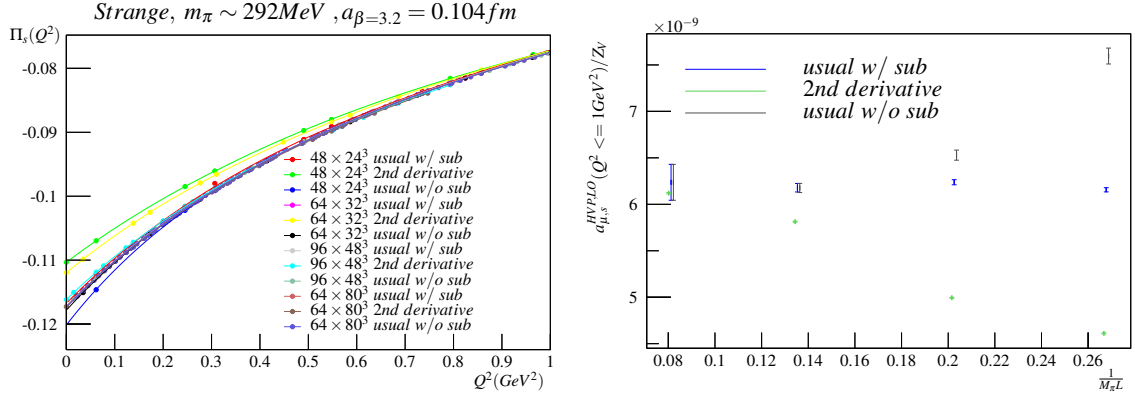 Strange, mπ ∼ 292MeV , aβ=3.2 = 0.104 fm
Πs(Q²)
-0.08
-0.09
-0.1
-0.11
-0.12
48 × 24³ usual w/ sub
48 × 24³ 2nd derivative
48 × 24³ usual w/o sub
64 × 32³ usual w/ sub
64 × 32³ 2nd derivative
64 × 32³ usual w/o sub
96 × 48³ usual w/ sub
96 × 48³ 2nd derivative
96 × 48³ usual w/o sub
64 × 80³ usual w/ sub
64 × 80³ 2nd derivative
64 × 80³ usual w/o sub
0 0.1 0.2 0.3 0.4 0.5 0.6 0.7 0.8 0.9 1
Q²(GeV²)
×10⁻⁹
a_{μ,s}^{HVP,LO}(Q² <= 1GeV²)/Z_V
7
6
5
usual w/ sub
2nd derivative
usual w/o sub
0.08 0.1 0.12 0.14 0.16 0.18 0.2 0.22 0.24 0.26
1/(MπL)